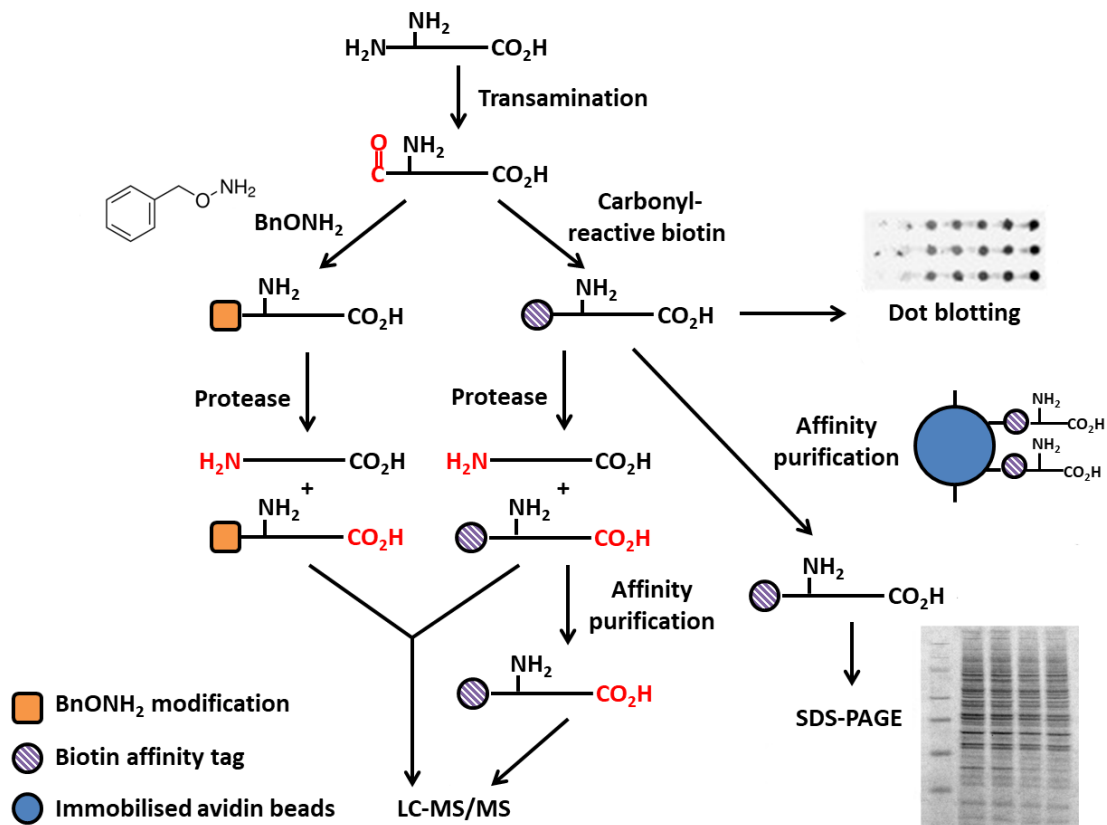 NH₂
H₂N CO₂H
Transamination
O
C NH₂ CO₂H
O NH₂
BnONH₂
Carbonyl-
reactive biotin
NH₂
CO₂H
NH₂
CO₂H
Dot blotting
Protease
Protease
Affinity
purification
NH₂
CO₂H
NH₂
CO₂H
H₂N CO₂H
+
NH₂
CO₂H
H₂N CO₂H
+
NH₂
CO₂H
Affinity
purification
NH₂
CO₂H
NH₂
CO₂H
SDS-PAGE
LC-MS/MS
BnONH₂ modification
Biotin affinity tag
Immobilised avidin beads